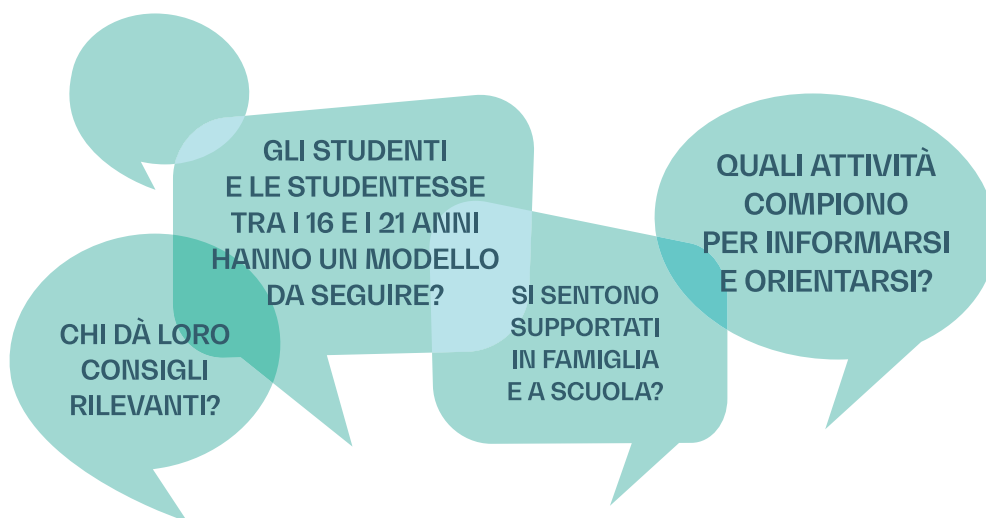 GLI STUDENTI
E LE STUDENTESSE
TRA I 16 E I 21 ANNI
HANNO UN MODELLO
DA SEGUIRE?
CHI DÀ LORO
CONSIGLI
RILEVANTI?
SI SENTONO
SUPPORTATI
IN FAMIGLIA
E A SCUOLA?
QUALI ATTIVITÀ
COMPIONO
PER INFORMARSI
E ORIENTARSI?